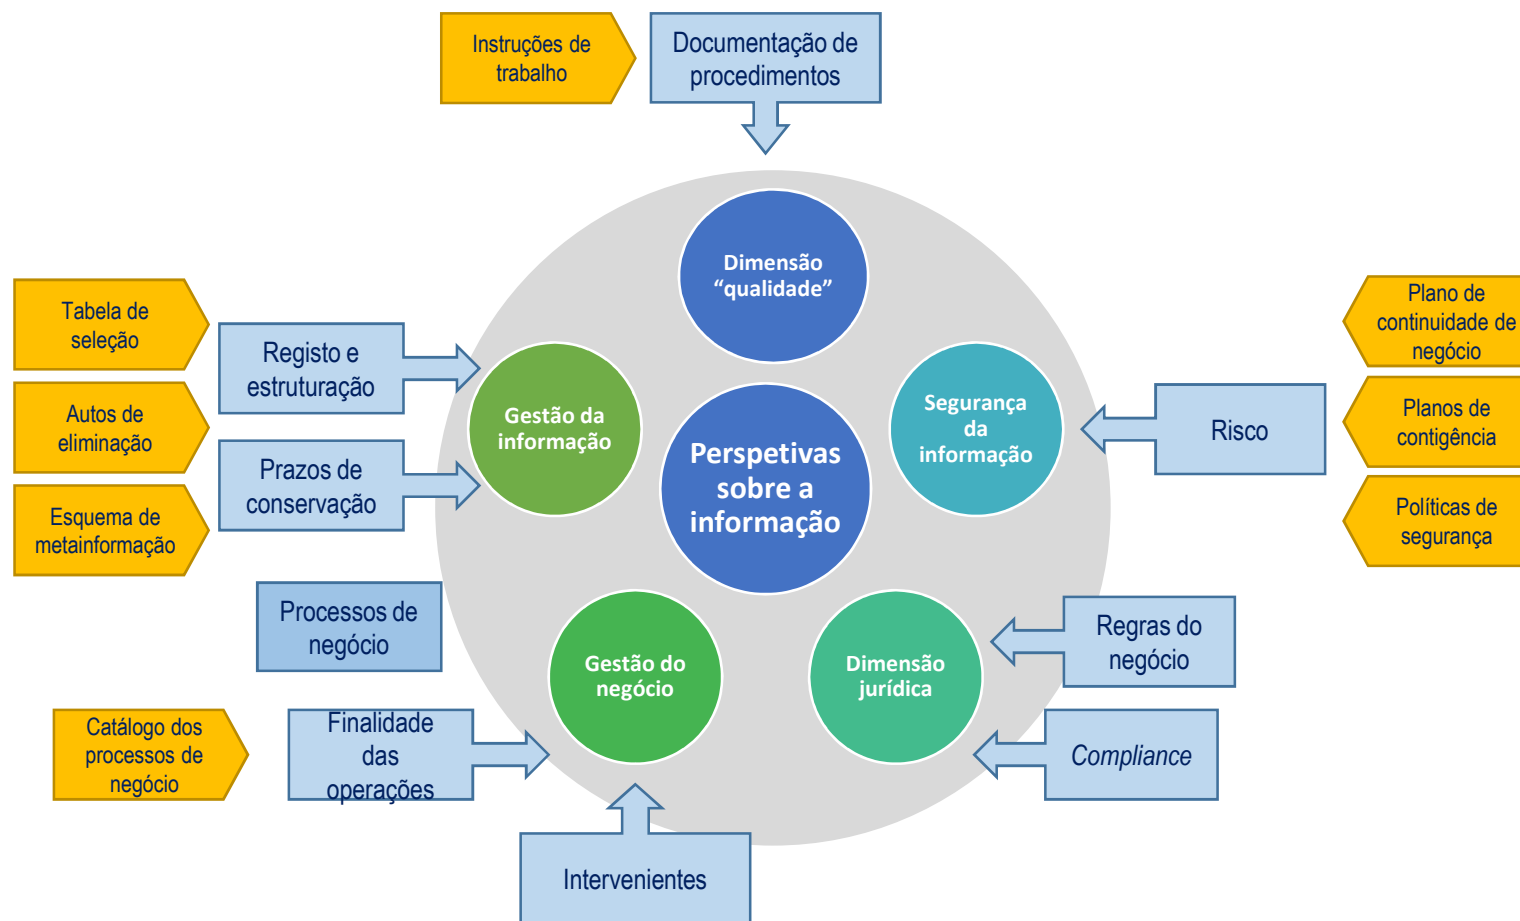 Instruções de
trabalho
Documentação de
procedimentos
Dimensão
“qualidade”
Tabela de
seleção
Autos de
eliminação
Esquema de
metainformação
Registo e
estruturação
Prazos de
conservação
Gestão da
informação
Perspetivas
sobre a
informação
Segurança
da
informação
Risco
Plano de
continuidade de
negócio
Planos de
contigência
Políticas de
segurança
Processos de
negócio
Gestão do
negócio
Dimensão
jurídica
Regras do
negócio
Catálogo dos
processos de
negócio
Finalidade
das
operações
Compliance
Intervenientes